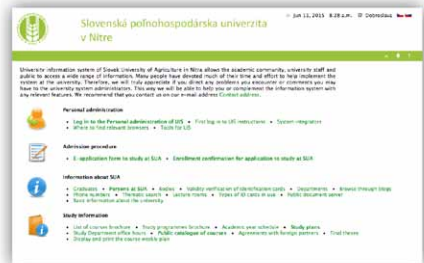 Slovenská poľnohospodárska univerzita
v Nitre
Jun 12, 2015 8:28 a.m. Dobrodeus
University information system of Slovak University of Agriculture in Nitra allows the academic community, university staff and
public to access a wide range of information. Many people have devoted much of their time and effort to help implement the
system at the university. Therefore, we will truly appreciate if you direct any problems you encounter or comments you may
have to the university system administrators. This way we will be able to help you or complement the information system with
any relevant features. We recommend that you contact us on our e-mail address Contact address.
Personal administration
• Log in to the Personal administration of UIS • First log-in to UIS instructions • System integration
• Where to find relevant browsers • Tools for UIS
Admission procedure
• E-application form to study at SUA • Enrollment confirmation for application to study at SUA
Information about SUA
• Graduates • Persons at SUA • Bodies • Validity verification of identification cards • Departments • Browse through blogs
• Phone numbers • Thematic search • Lecture rooms • Types of ID cards in use • Public document server
• Basic information about the university
Study information
• List of courses brochure • Study programmes brochure • Academic year schedule • Study plans
• Study Department office hours • Public catalogue of courses • Agreements with foreign partners • Final theses
• Display and print the course weekly plan